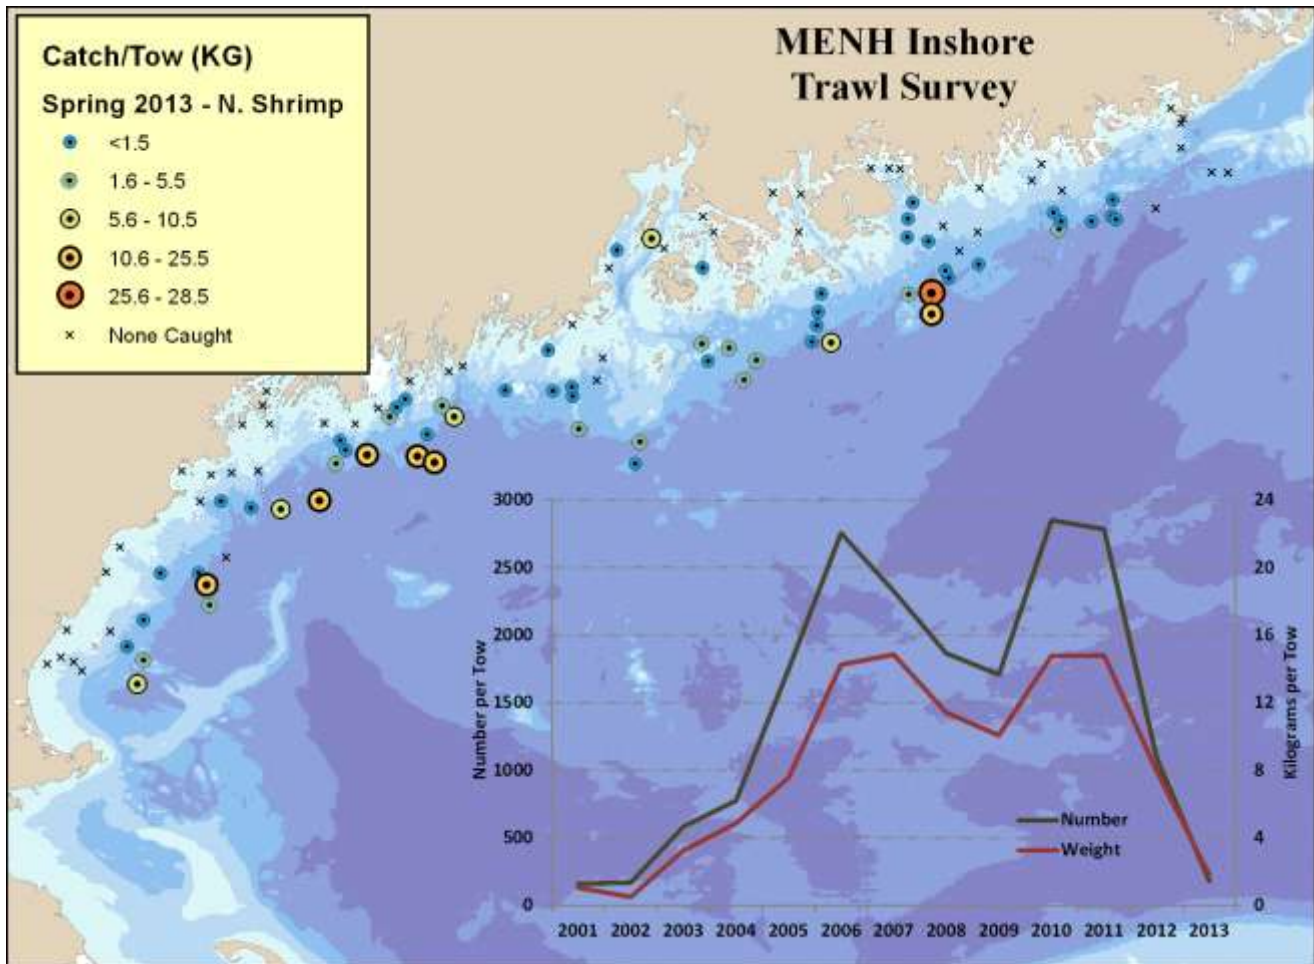 Catch/Tow (KG)
Spring 2013 - N. Shrimp
<1.5
1.6 - 5.5
5.6 - 10.5
10.6 - 25.5
25.6 - 28.5
None Caught
MENH Inshore
Trawl Survey
3000
2500
2000
1500
1000
500
0
Number per Tow
24
20
16
12
8
4
0
Kilograms per Tow
Number
Weight
2001 2002 2003 2004 2005 2006 2007 2008 2009 2010 2011 2012 2013